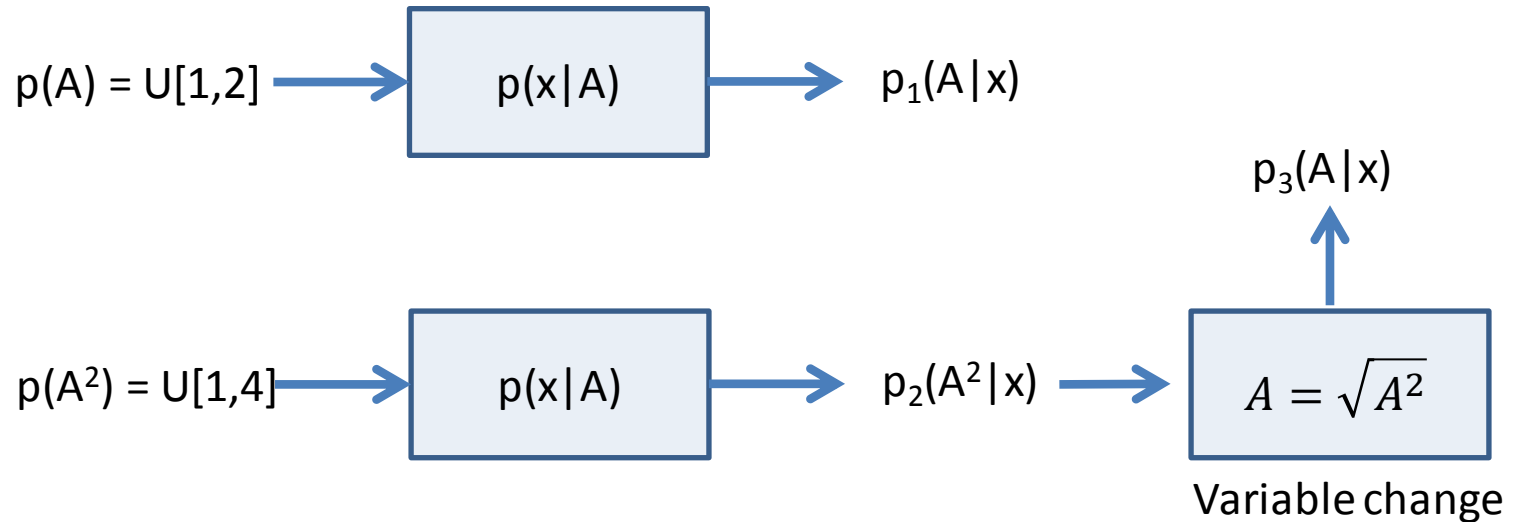 p(A) = U[1,2]
p(x|A)
p₁(A|x)
p₃(A|x)
p(A²) = U[1,4]
p(x|A)
p₂(A²|x)
A = √A²
Variable change